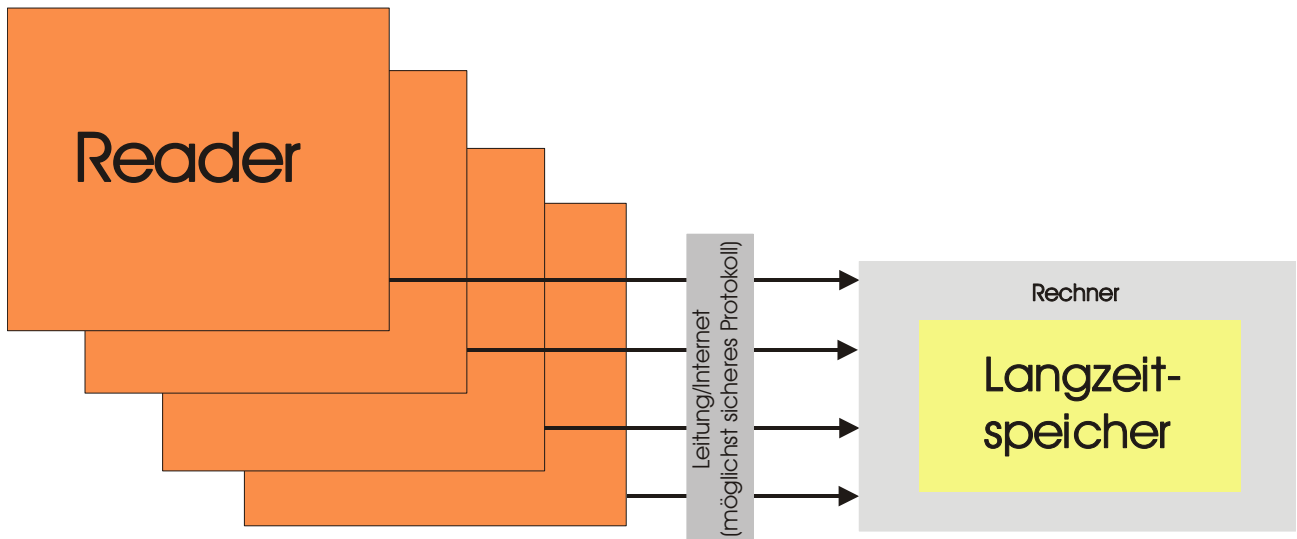 Reader
Leitung/Internet
(möglichst sicheres Protokoll)
Rechner
Langzeit-
speicher